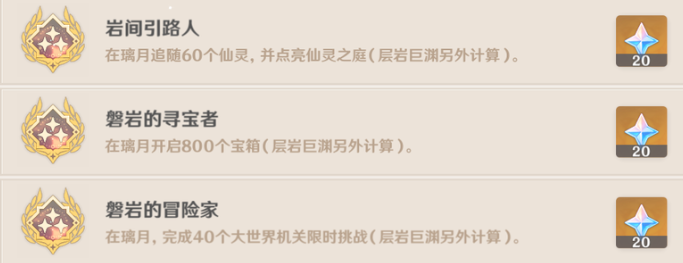 岩间引路人
在璃月追随60个仙灵,并点亮仙灵之庭(层岩巨渊另外计算)。
20
磐岩的寻宝者
在璃月开启800个宝箱(层岩巨渊另外计算)。
20
磐岩的冒险家
在璃月,完成40个大世界机关限时挑战(层岩巨渊另外计算)。
20